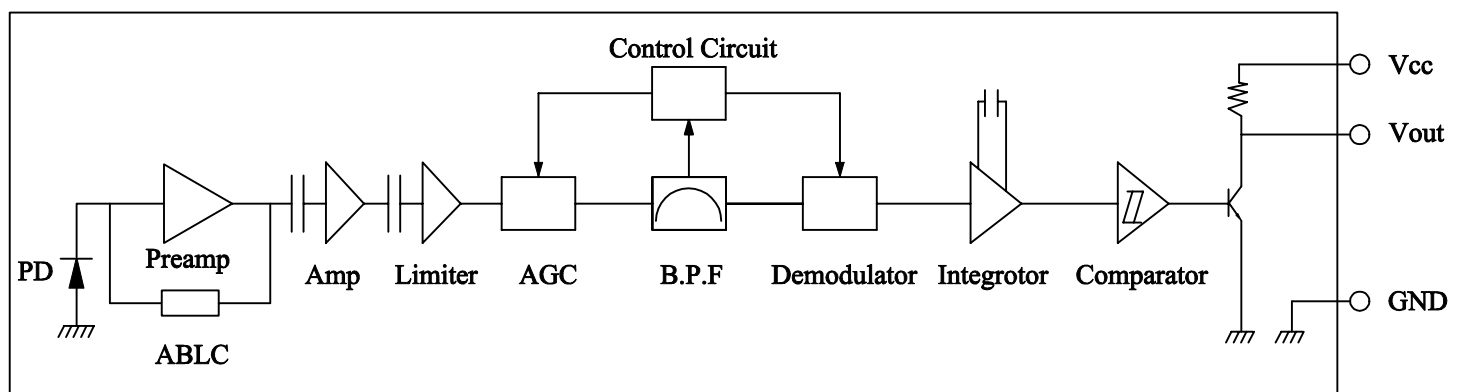 Control Circuit
Vcc
Vout
PD
Preamp
Amp
Limiter
AGC
B.P.F
Demodulator
Integrotor
Comparator
GND
ABLC